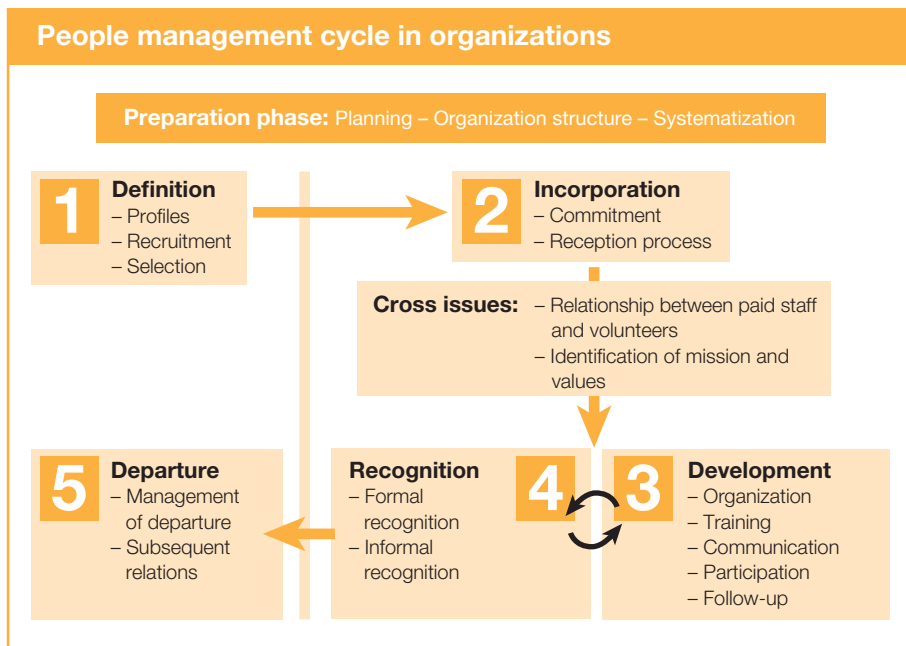 People management cycle in organizations
Preparation phase: Planning – Organization structure – Systematization
1
Definition
– Profiles
– Recruitment
– Selection
2
Incorporation
– Commitment
– Reception process
Cross issues: – Relationship between paid staff
and volunteers
– Identification of mission and
values
5
Departure
– Management
of departure
– Subsequent
relations
Recognition
– Formal
recognition
– Informal
recognition
4
3
Development
– Organization
– Training
– Communication
– Participation
– Follow-up